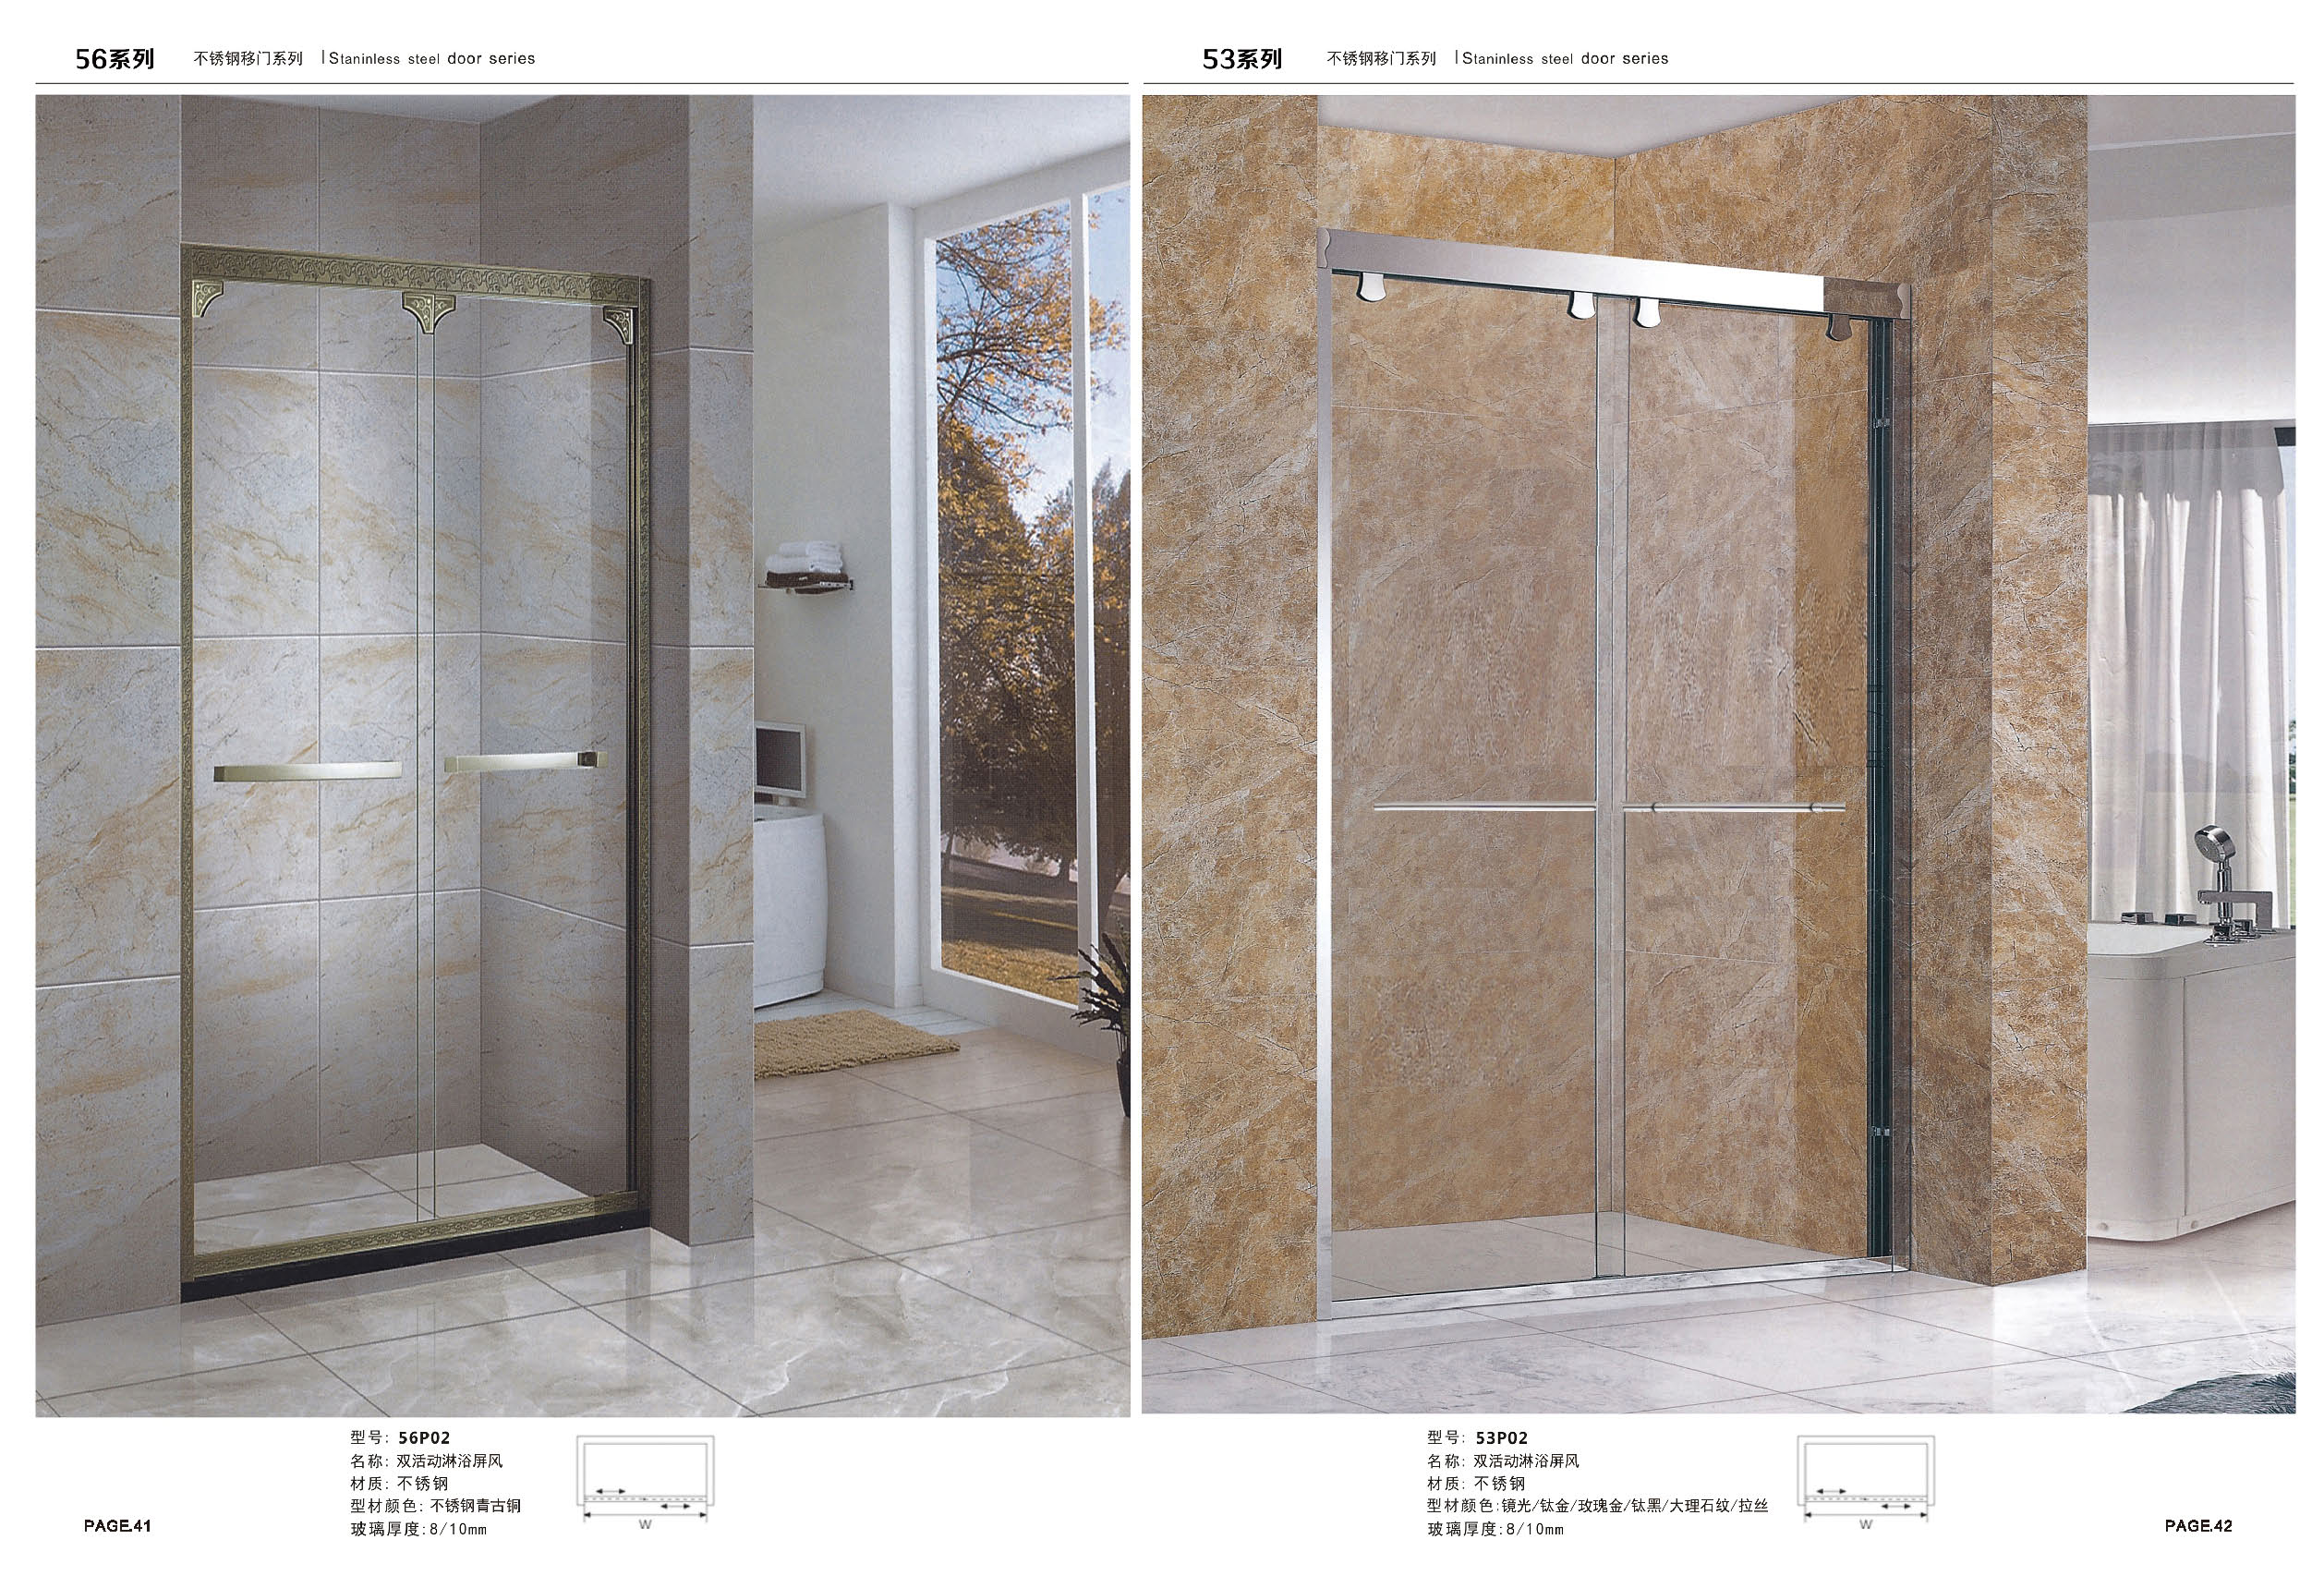 56系列 不锈钢移门系列 | Staninless steel door series
型号: 56P02
名称: 双活动淋浴屏风
材质: 不锈钢
型材颜色: 不锈钢青古铜
玻璃厚度:8/10mm
W
PAGE.41
53系列 不锈钢移门系列 | Staninless steel door series
型号: 53P02
名称: 双活动淋浴屏风
材质: 不锈钢
型材颜色:镜光/钛金/玫瑰金/钛黑/大理石纹/拉丝
玻璃厚度:8/10mm
W
PAGE.42